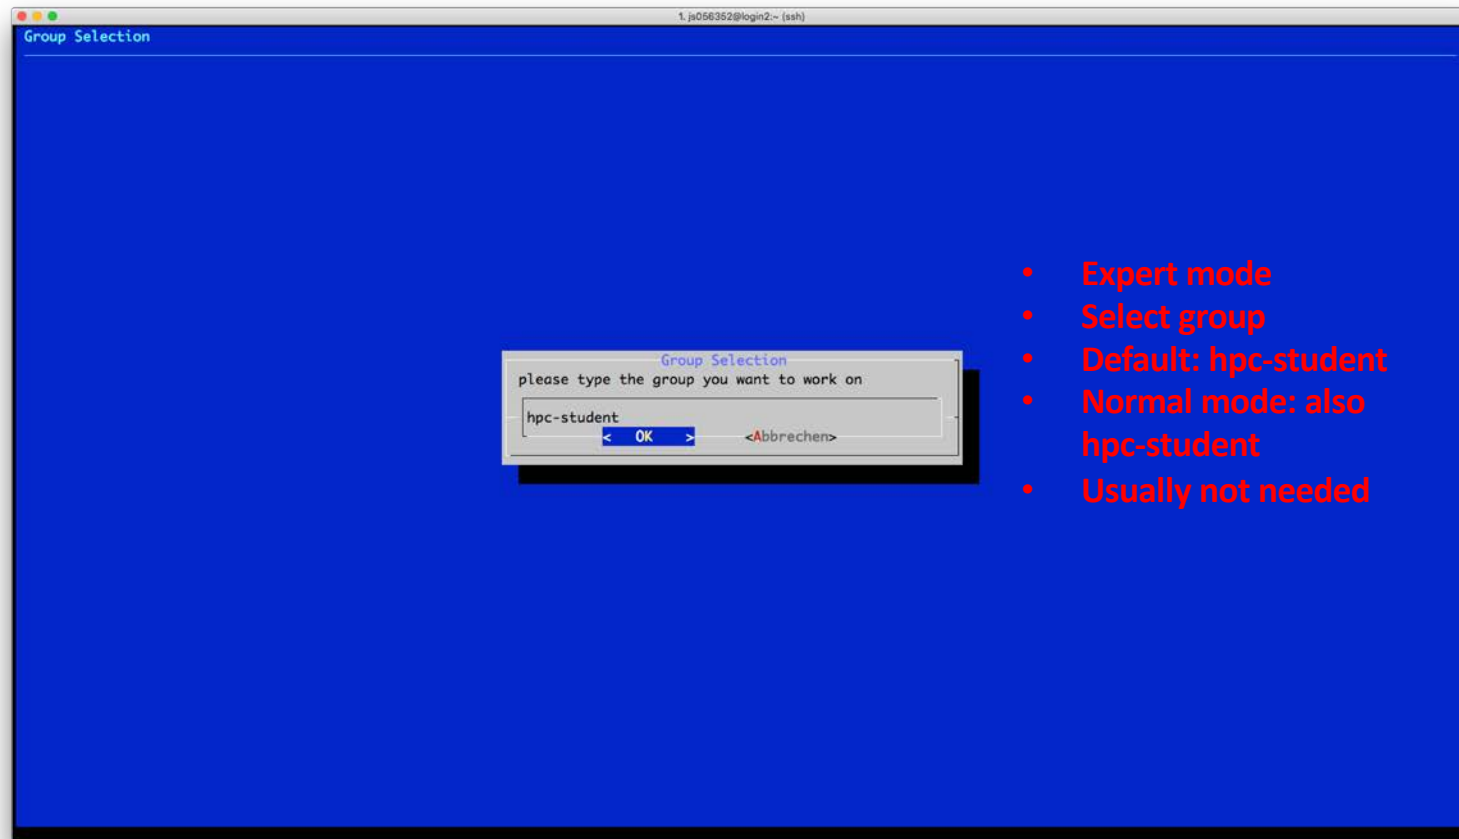 1. js056352@login2:~ (ssh)
Group Selection
Group Selection
please type the group you want to work on
hpc-student
< OK > <Abbrechen>
• Expert mode
• Select group
• Default: hpc-student
• Normal mode: also
hpc-student
• Usually not needed